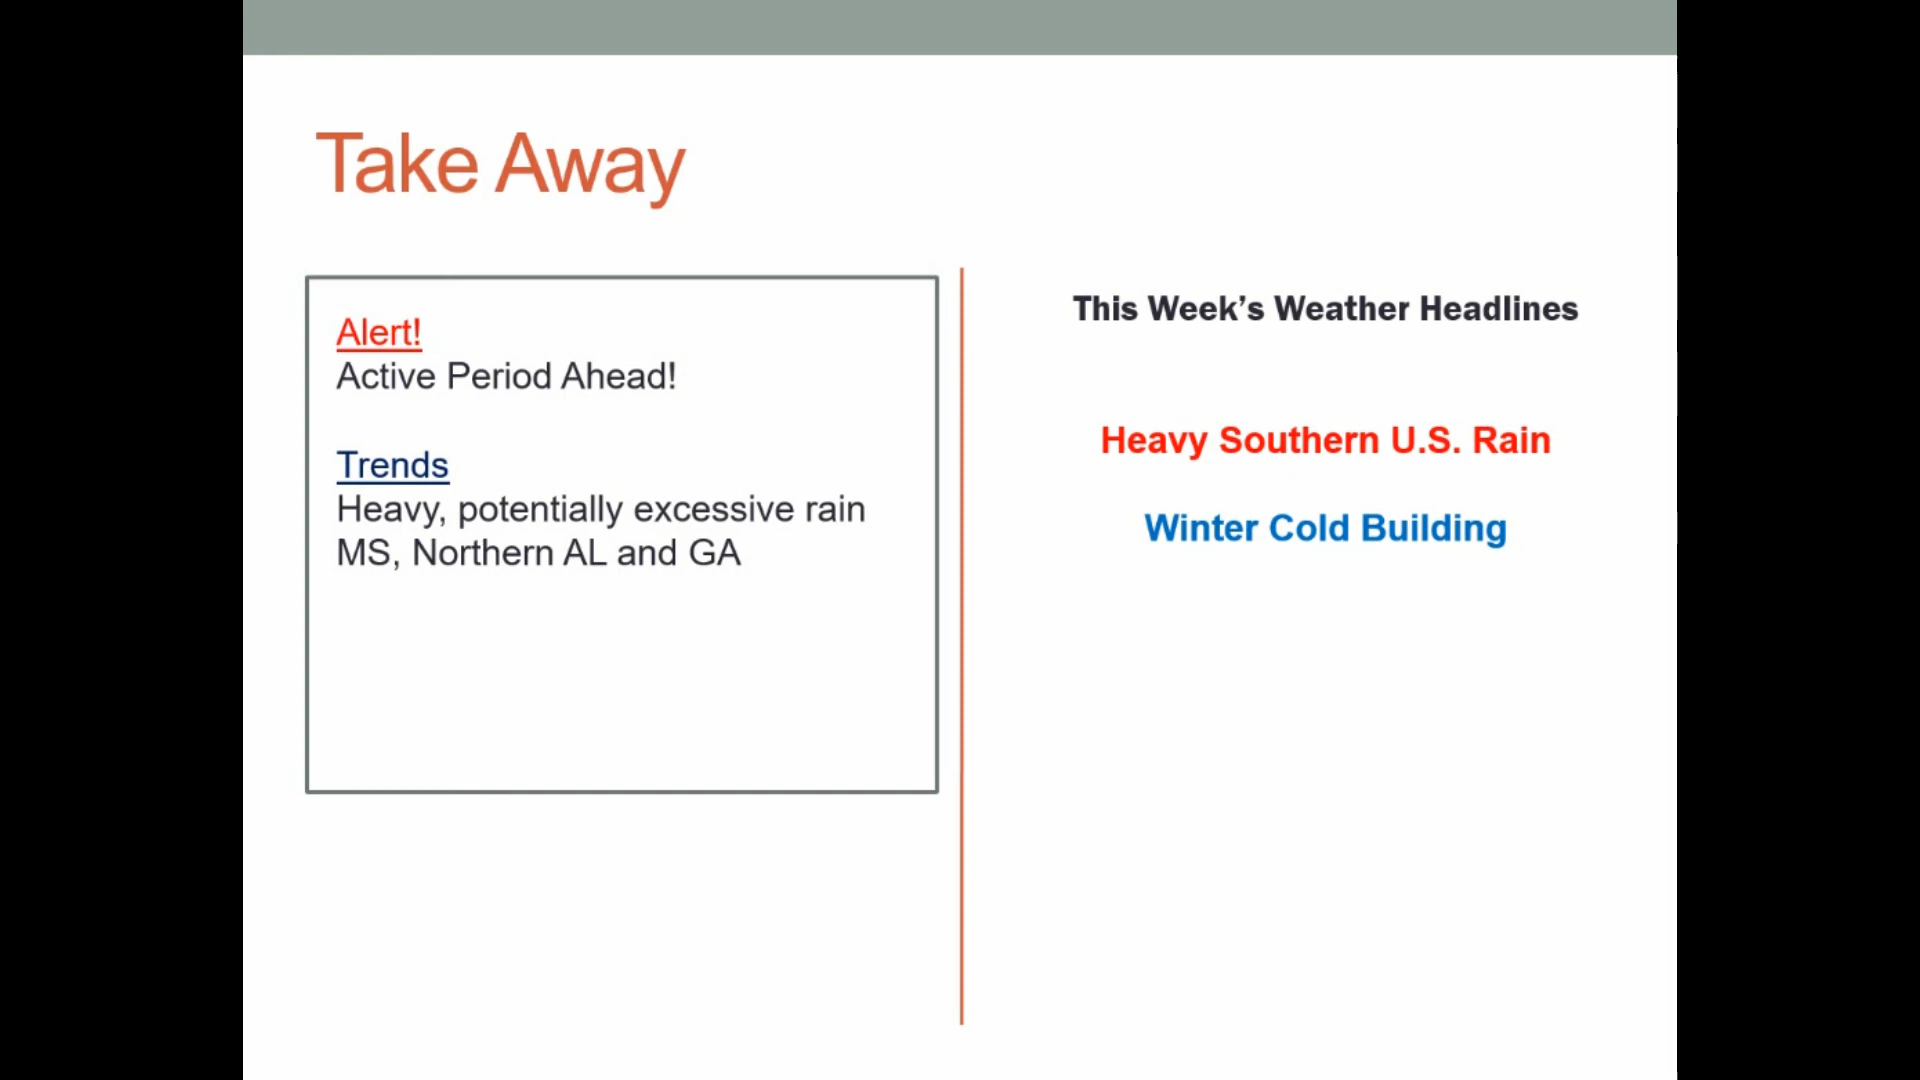 Take Away
Alert!
Active Period Ahead!
Trends
Heavy, potentially excessive rain
MS, Northern AL and GA
This Week’s Weather Headlines
Heavy Southern U.S. Rain
Winter Cold Building